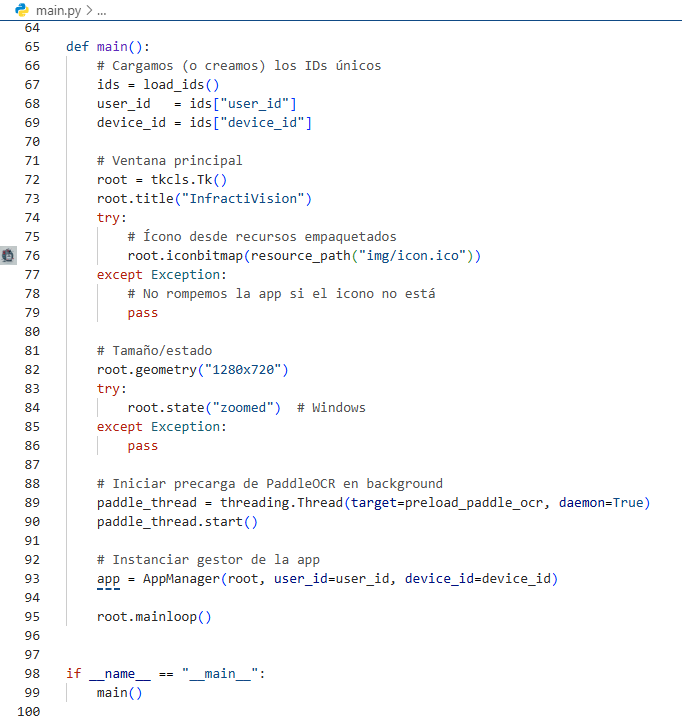 main.py > ...
64
65 def main():
66     # Cargamos (o creamos) los IDs únicos
67     ids = load_ids()
68     user_id   = ids["user_id"]
69     device_id = ids["device_id"]
70
71     # Ventana principal
72     root = tkcls.Tk()
73     root.title("InfractiVision")
74     try:
75         # Ícono desde recursos empaquetados
76         root.iconbitmap(resource_path("img/icon.ico"))
77     except Exception:
78         # No rompemos la app si el icono no está
79         pass
80
81     # Tamaño/estado
82     root.geometry("1280x720")
83     try:
84         root.state("zoomed")  # Windows
85     except Exception:
86         pass
87
88     # Iniciar precarga de PaddleOCR en background
89     paddle_thread = threading.Thread(target=preload_paddle_ocr, daemon=True)
90     paddle_thread.start()
91
92     # Instanciar gestor de la app
93     app = AppManager(root, user_id=user_id, device_id=device_id)
94
95     root.mainloop()
96
97
98 if __name__ == "__main__":
99     main()
100